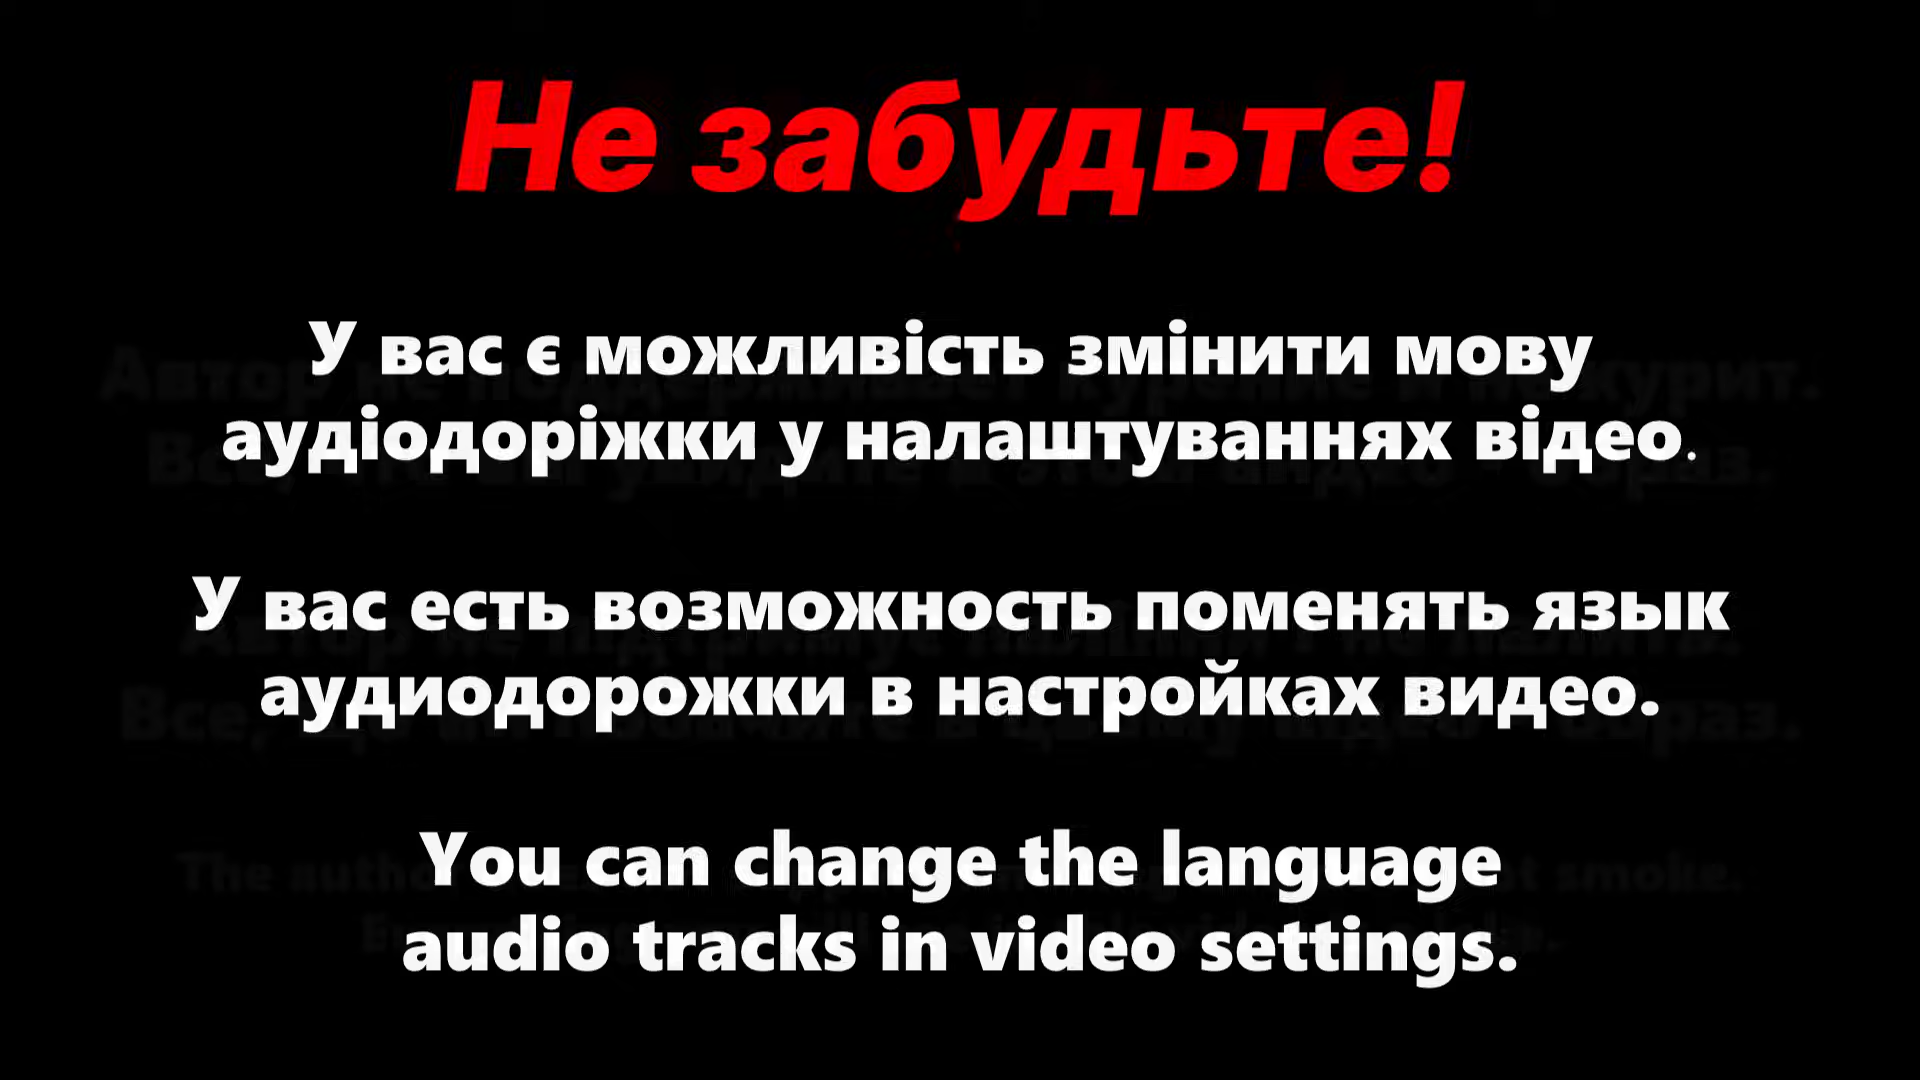 Не забудьте!
У вас є можливість змінити мову
аудіодоріжки у налаштуваннях відео.
У вас есть возможность поменять язык
аудиодорожки в настройках видео.
You can change the language
audio tracks in video settings.